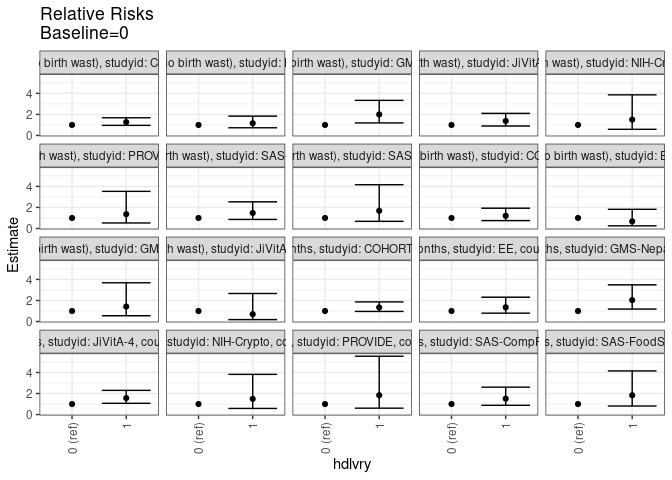 Relative Risks
Baseline=0
birth wast), studyid: C
o birth wast), studyid:
birth wast), studyid: GM
birth wast), studyid: JiVitA
wast), studyid: NIH-Cr
wast), studyid: PROV
rth wast), studyid: SAS
rth wast), studyid: SAS
birth wast), studyid: CO
o birth wast), studyid: E
birth wast), studyid: GM
wast), studyid: JiVitA
nths, studyid: COHORT
onths, studyid: EE, cou
ths, studyid: GMS-Nepa
s, studyid: JiVitA-4, cou
studyid: NIH-Crypto, co
, studyid: PROVIDE, co
s, studyid: SAS-CompF
s, studyid: SAS-FoodS
Estimate
4
2
0
4
2
0
4
2
0
4
2
0
0 (ref)
1
0 (ref)
1
0 (ref)
1
0 (ref)
1
0 (ref)
1
hdlvry